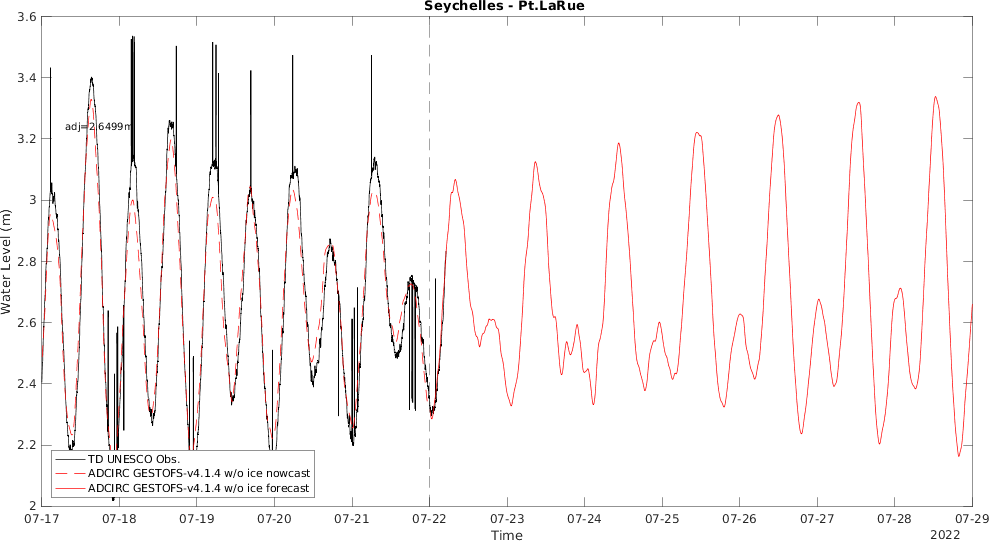 Seychelles - Pt.LaRue
3.6
3.4
3.2
3
2.8
2.6
2.4
2.2
2
Water Level (m)
adj=2.6499m
TD UNESCO Obs.
ADCIRC GESTOFS-v4.1.4 w/o ice nowcast
ADCIRC GESTOFS-v4.1.4 w/o ice forecast
07-17 07-18 07-19 07-20 07-21 07-22 07-23 07-24 07-25 07-26 07-27 07-28 07-29
Time
2022